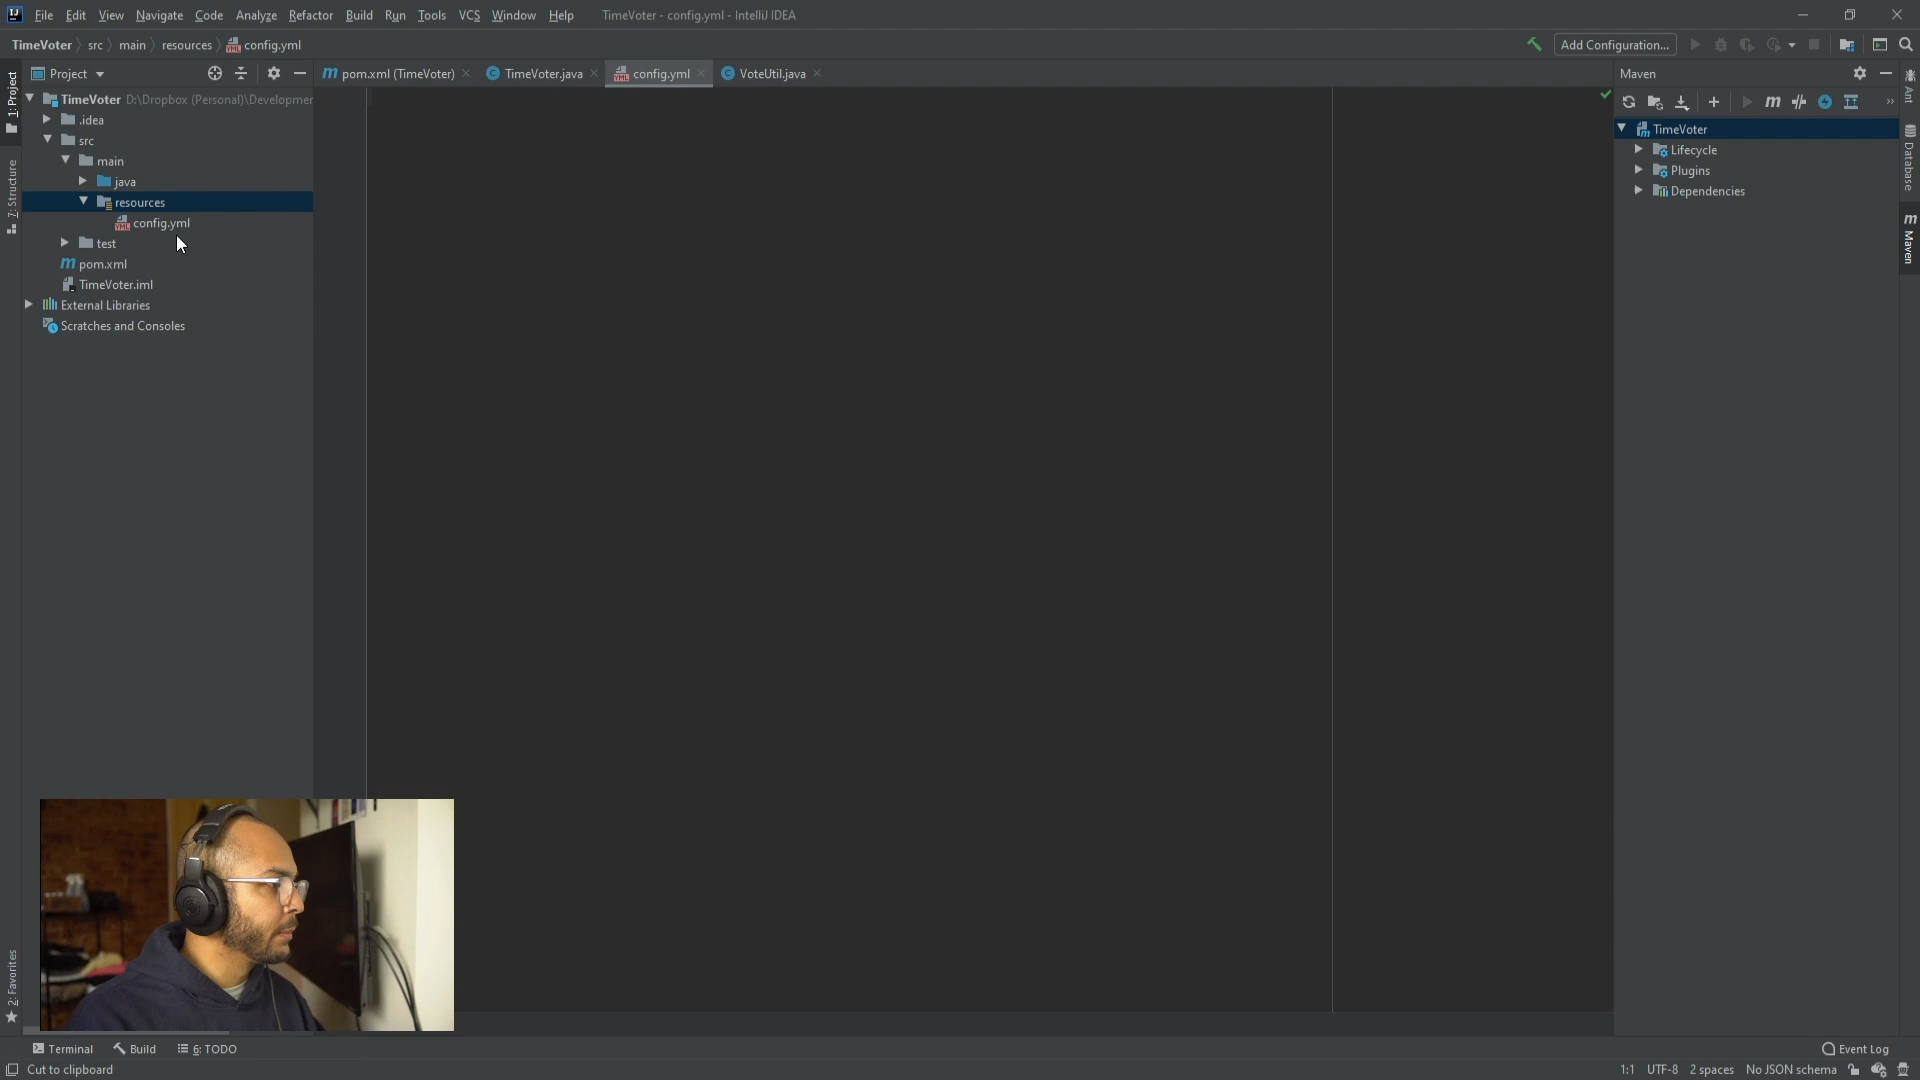 IJ File Edit View Navigate Code Analyze Refactor Build Run Tools VCS Window Help TimeVoter - config.yml - IntelliJ IDEA
TimeVoter src main resources config.yml Add Configuration...
1: Project
Project
pom.xml (TimeVoter) TimeVoter.java config.yml VoteUtil.java
Maven
TimeVoter D:\Dropbox (Personal)\Developmer
.idea
src
main
java
resources
config.yml
test
pom.xml
TimeVoter.iml
External Libraries
Scratches and Consoles
TimeVoter
Lifecycle
Plugins
Dependencies
7: Structure
2: Favorites
Ant
Database
Maven
Terminal Build 6: TODO Event Log
Cut to clipboard 1:1 UTF-8 2 spaces No JSON schema